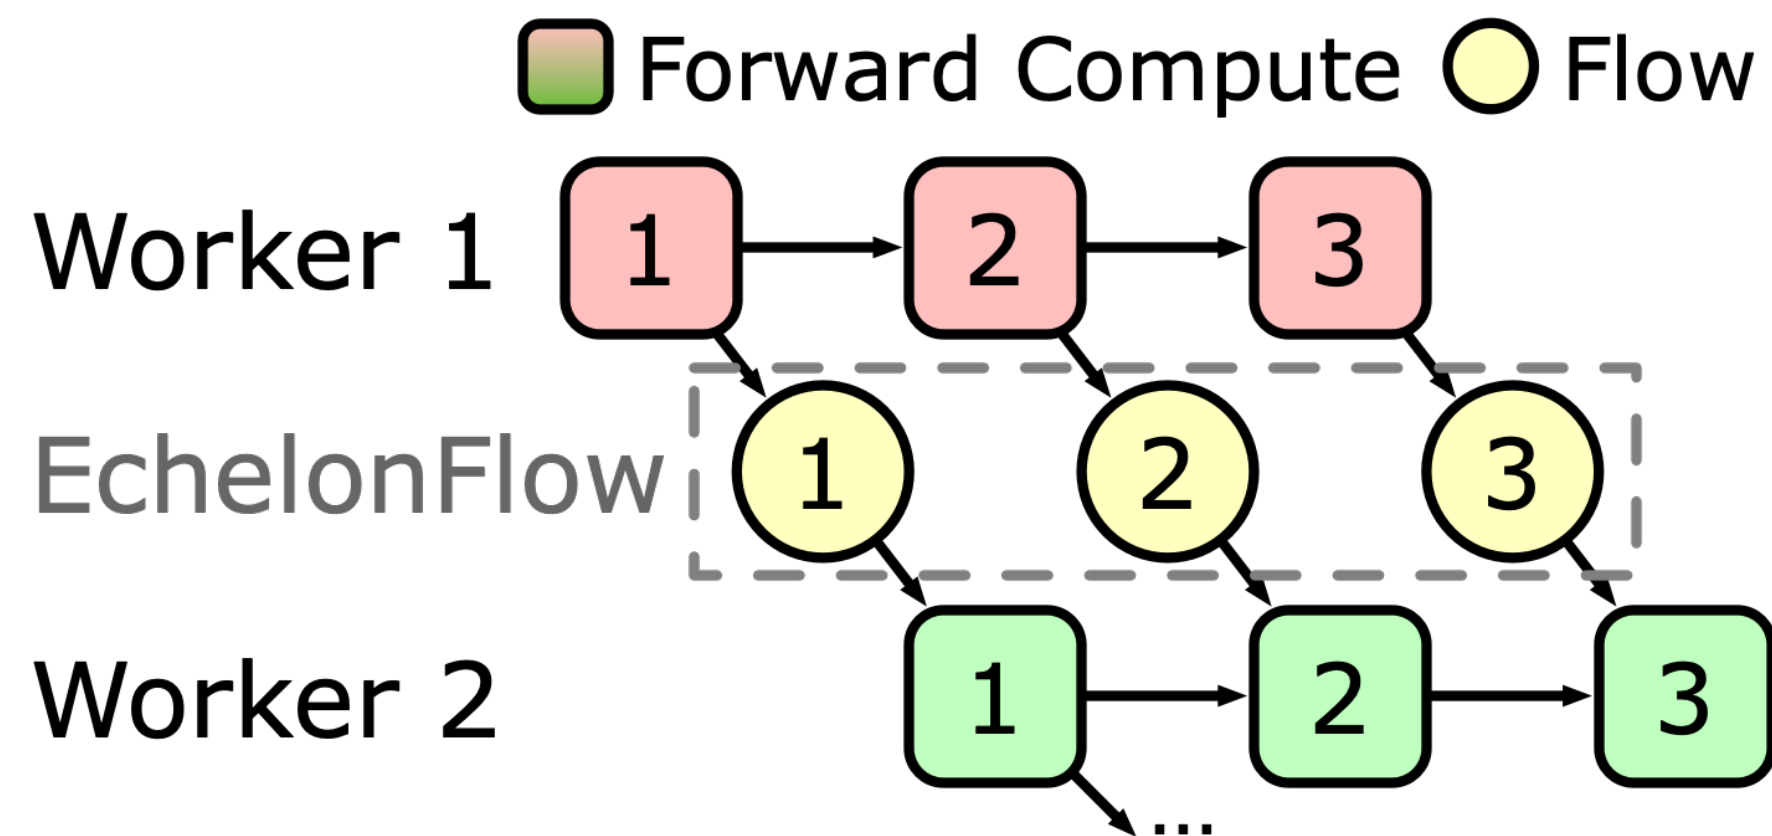 Forward Compute Flow
Worker 1 1 2 3
EchelonFlow 1 2 3
Worker 2 1 2 3
...